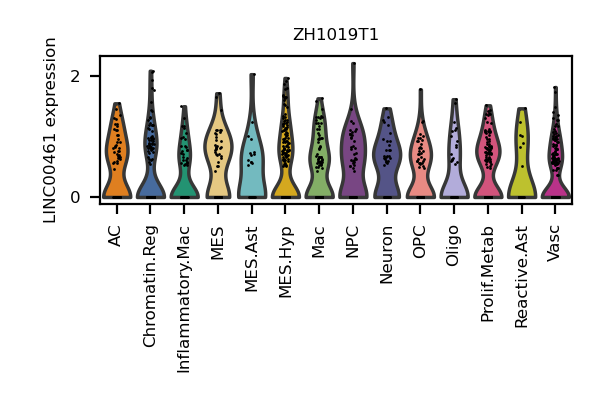 ZH1019T1
LINC00461 expression
2
0
AC
Chromatin.Reg
Inflammatory.Mac
MES
MES.Ast
MES.Hyp
Mac
NPC
Neuron
OPC
Oligo
Prolif.Metab
Reactive.Ast
Vasc